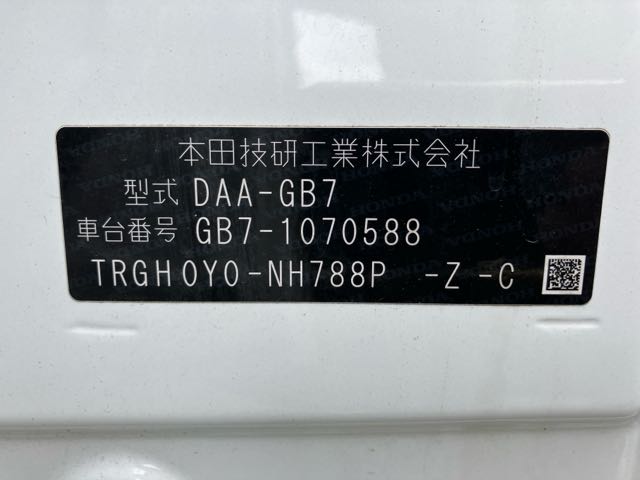 本田技研工業株式会社
型式 DAA-GB7
車台番号 GB7-1070588
TRGH0Y0-NH788P -Z -C